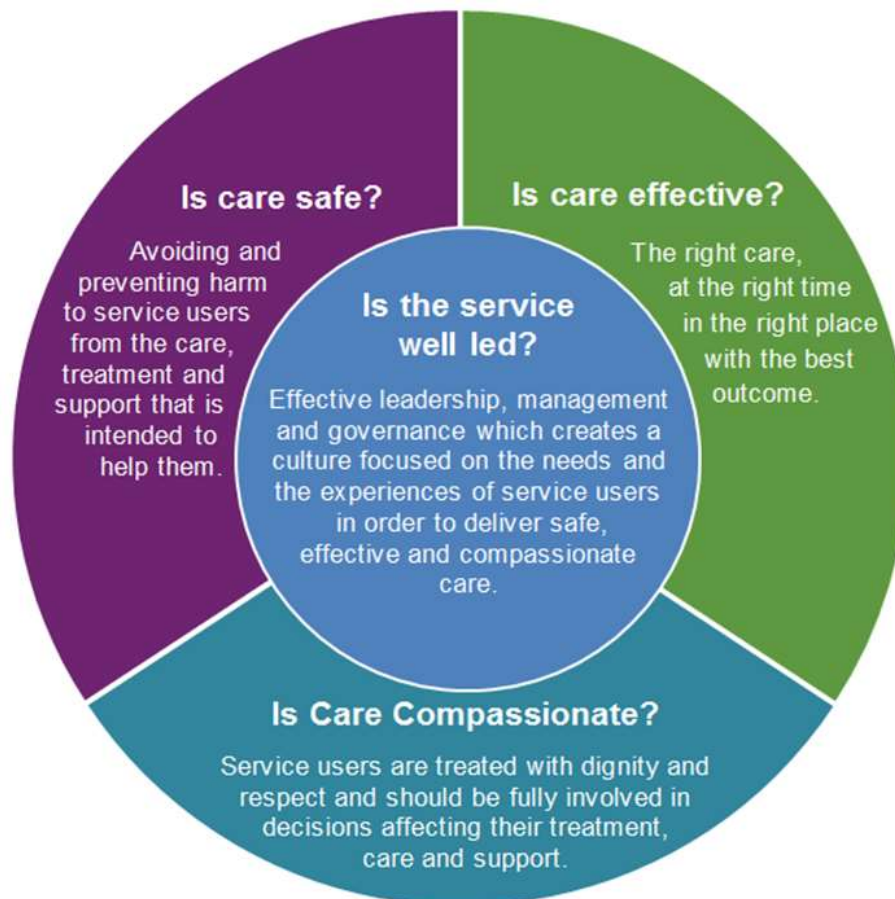 Is care safe?
Avoiding and
preventing harm
to service users
from the care,
treatment and
support that is
intended to
help them.
Is care effective?
The right care,
at the right time
in the right place
with the best
outcome.
Is the service
well led?
Effective leadership, management
and governance which creates a
culture focused on the needs and
the experiences of service users
in order to deliver safe,
effective and compassionate
care.
Is Care Compassionate?
Service users are treated with dignity and
respect and should be fully involved in
decisions affecting their treatment,
care and support.